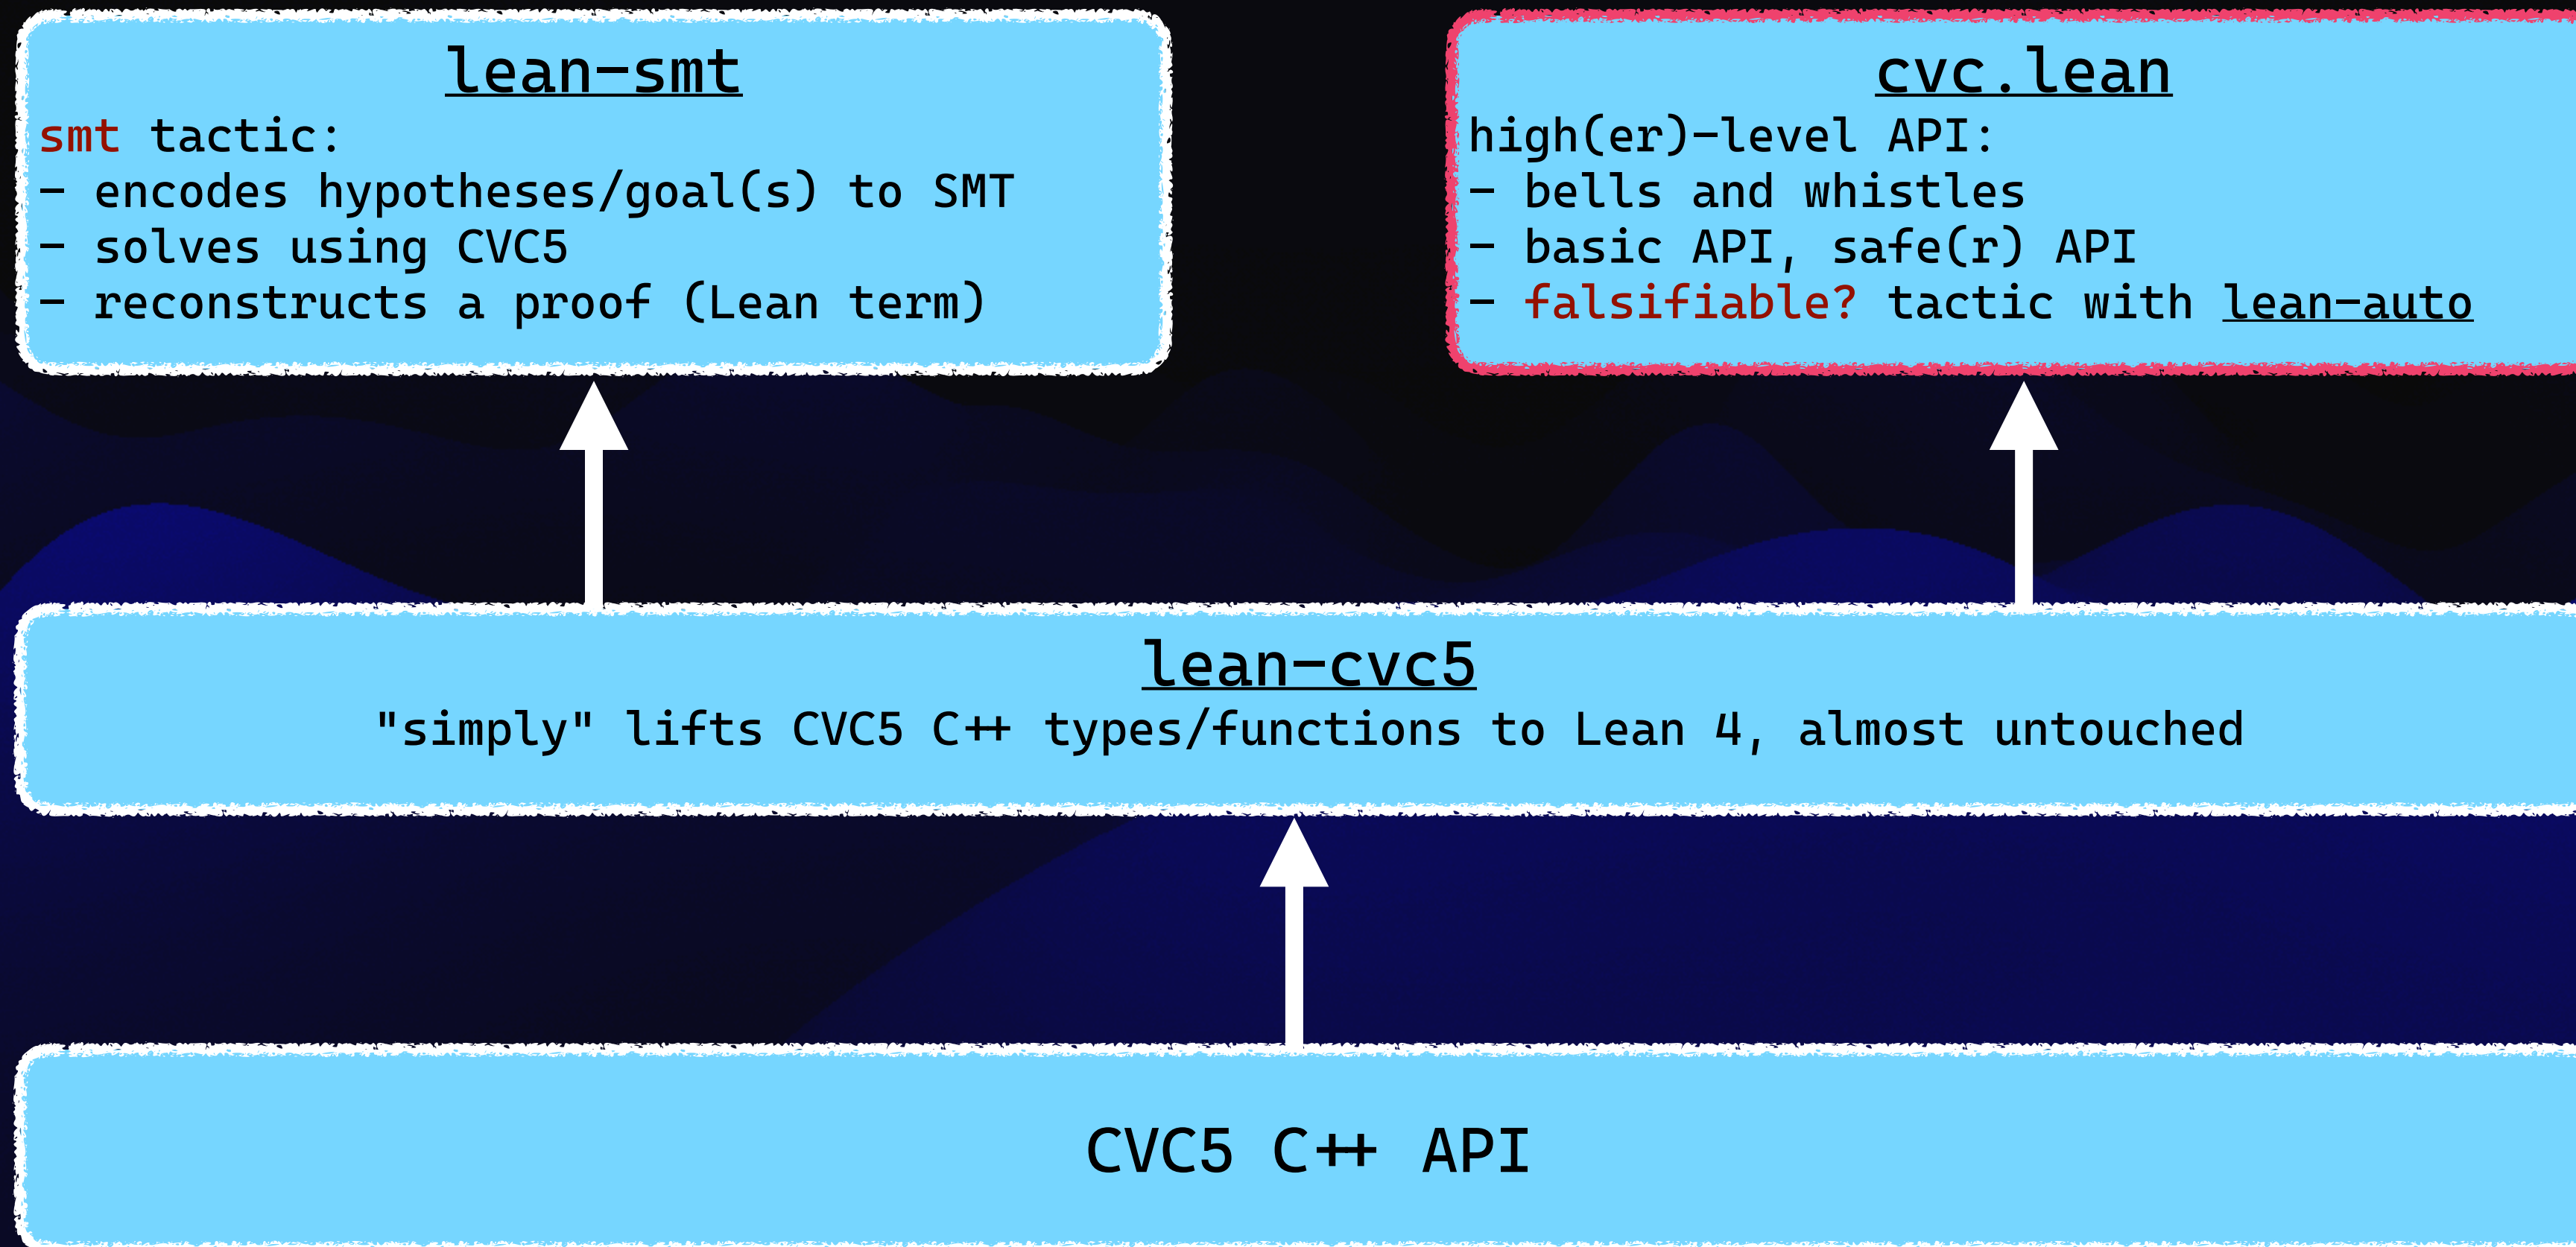 lean-smt
smt tactic:
- encodes hypotheses/goal(s) to SMT
- solves using CVC5
- reconstructs a proof (Lean term)
cvc.lean
high(er)-level API:
- bells and whistles
- basic API, safe(r) API
- falsifiable? tactic with lean-auto
lean-cvc5
"simply" lifts CVC5 C++ types/functions to Lean 4, almost untouched
CVC5 C++ API